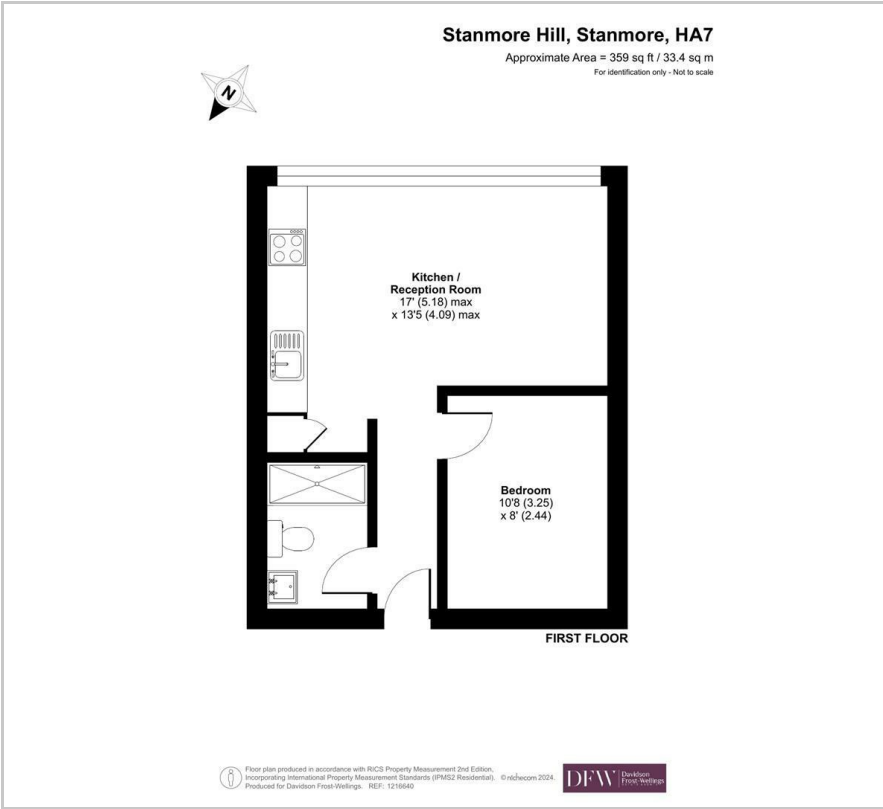 Stanmore Hill, Stanmore, HA7
Approximate Area = 359 sq ft / 33.4 sq m
For identification only - Not to scale
N
Kitchen /
Reception Room
17' (5.18) max
x 13'5 (4.09) max
Bedroom
10'8 (3.25)
x 8' (2.44)
FIRST FLOOR
Floor plan produced in accordance with RICS Property Measurement 2nd Edition,
Incorporating International Property Measurement Standards (IPMS2 Residential). © nichecom 2024.
Produced for Davidson Frost-Wellings. REF: 1216640
DFW
Davidson
Frost-Wellings